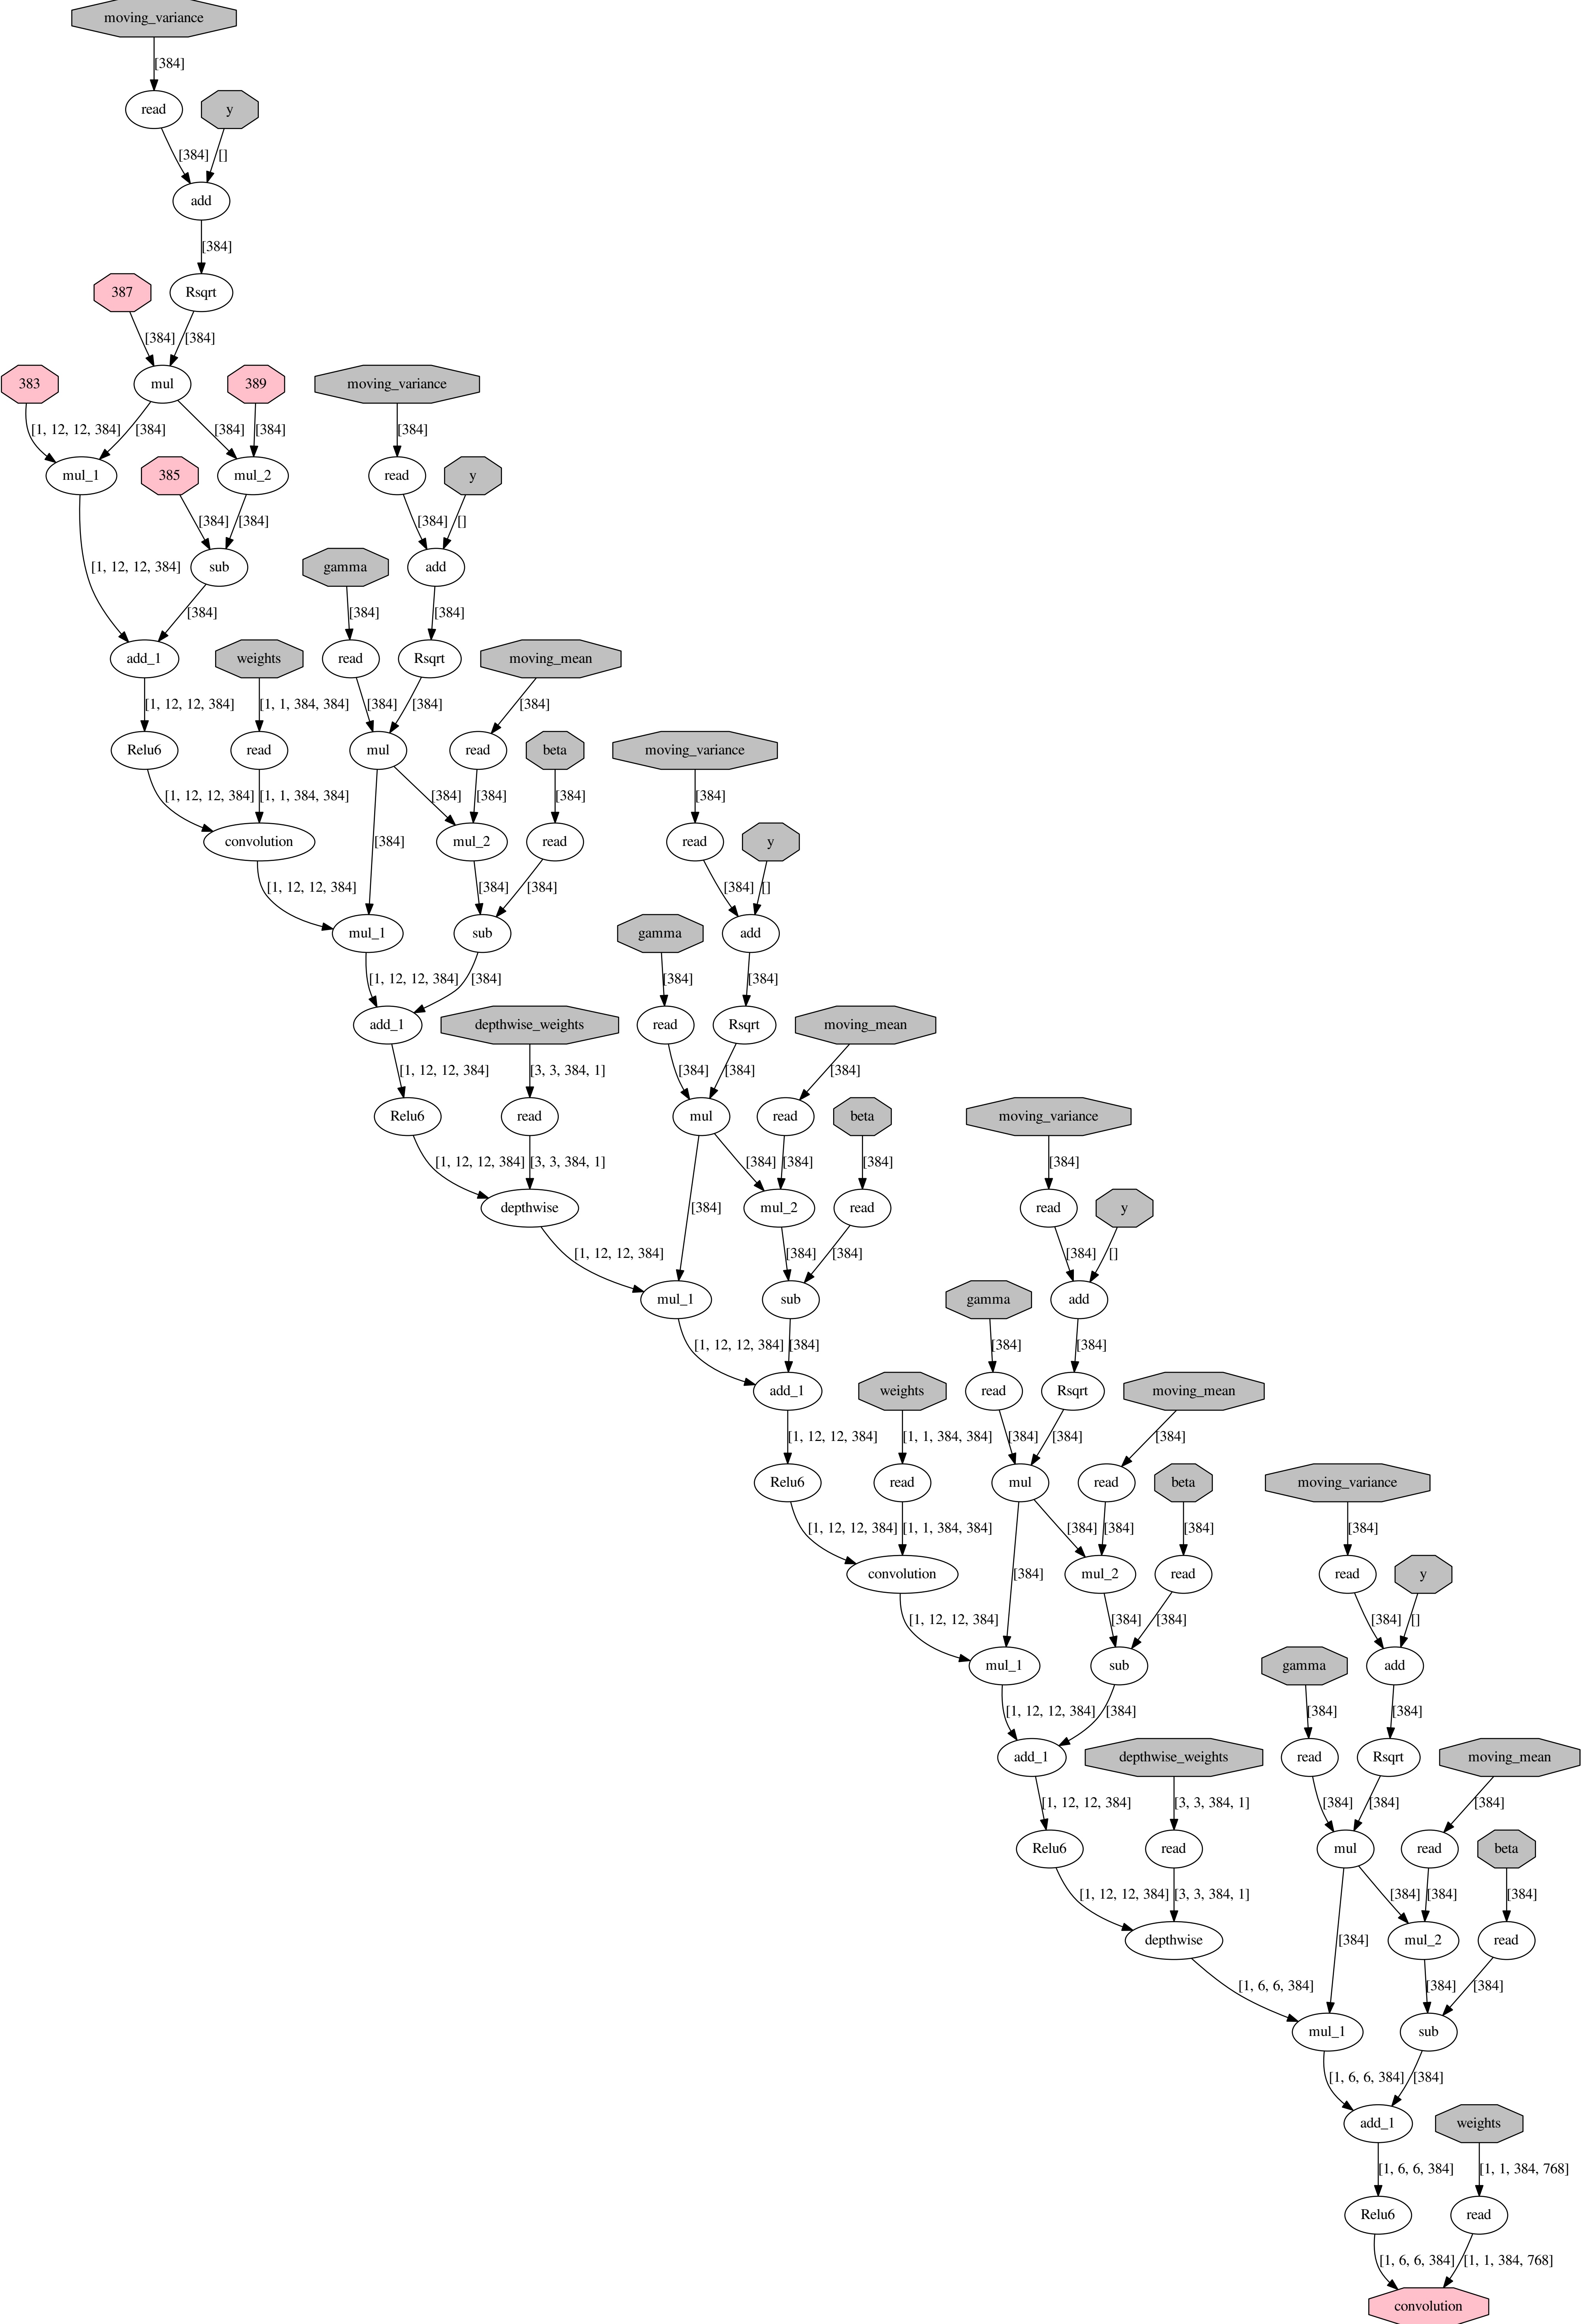 moving_variance
[384]
read
y
[384]
[]
add
[384]
387
Rsqrt
[384]
[384]
383
mul
389
moving_variance
[1, 12, 12, 384]
[384]
[384]
[384]
[384]
mul_1
385
mul_2
read
y
[384]
[384]
[384]
[]
[1, 12, 12, 384]
sub
gamma
add
[384]
[384]
[384]
add_1
weights
read
Rsqrt
moving_mean
[1, 12, 12, 384]
[1, 1, 384, 384]
[384]
[384]
[384]
Relu6
read
mul
read
beta
moving_variance
[1, 12, 12, 384]
[1, 1, 384, 384]
[384]
[384]
[384]
[384]
convolution
[384]
mul_2
read
read
y
[1, 12, 12, 384]
[384]
[384]
[384]
[]
mul_1
sub
gamma
add
[1, 12, 12, 384]
[384]
[384]
[384]
add_1
depthwise_weights
read
Rsqrt
moving_mean
[1, 12, 12, 384]
[3, 3, 384, 1]
[384]
[384]
[384]
Relu6
read
mul
read
beta
moving_variance
[1, 12, 12, 384]
[3, 3, 384, 1]
[384]
[384]
[384]
[384]
depthwise
[384]
mul_2
read
read
y
[1, 12, 12, 384]
[384]
[384]
[384]
[]
mul_1
sub
gamma
add
[1, 12, 12, 384]
[384]
[384]
[384]
add_1
weights
read
Rsqrt
moving_mean
[1, 12, 12, 384]
[1, 1, 384, 384]
[384]
[384]
[384]
Relu6
read
mul
read
beta
moving_variance
[1, 12, 12, 384]
[1, 1, 384, 384]
[384]
[384]
[384]
[384]
convolution
[384]
mul_2
read
read
y
[1, 12, 12, 384]
[384]
[384]
[384]
[]
mul_1
sub
gamma
add
[1, 12, 12, 384]
[384]
[384]
[384]
add_1
depthwise_weights
read
Rsqrt
moving_mean
[1, 12, 12, 384]
[3, 3, 384, 1]
[384]
[384]
[384]
Relu6
read
mul
read
beta
[1, 12, 12, 384]
[3, 3, 384, 1]
[384]
[384]
[384]
depthwise
[384]
mul_2
read
[1, 6, 6, 384]
[384]
[384]
mul_1
sub
[1, 6, 6, 384]
[384]
add_1
weights
[1, 6, 6, 384]
[1, 1, 384, 768]
Relu6
read
[1, 6, 6, 384]
[1, 1, 384, 768]
convolution